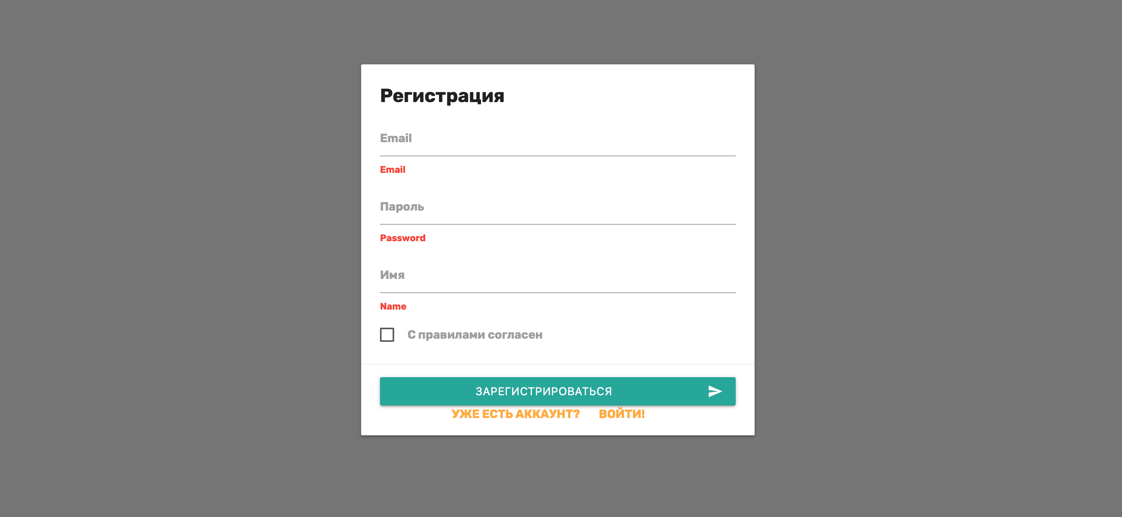 Регистрация
Email
Email
Пароль
Password
Имя
Name
С правилами согласен
ЗАРЕГИСТРИРОВАТЬСЯ
УЖЕ ЕСТЬ АККАУНТ? ВОЙТИ!